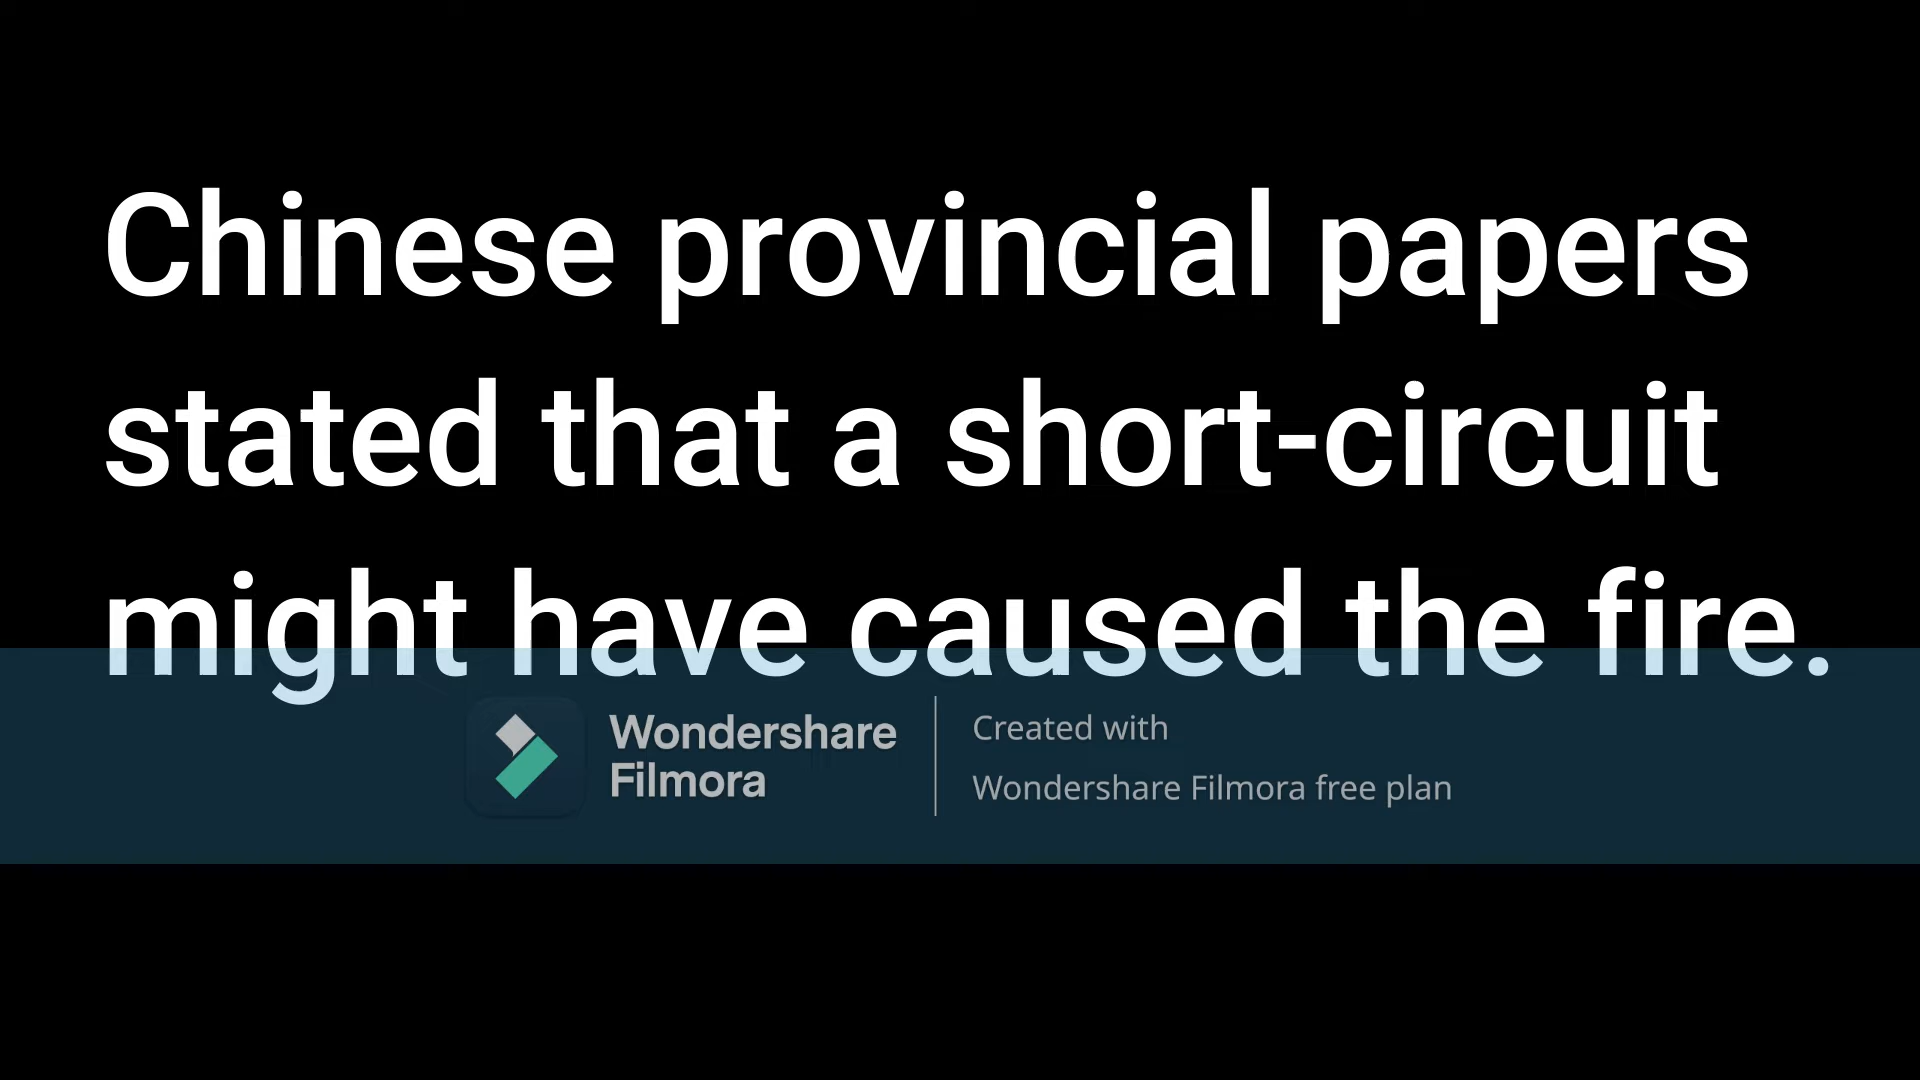 Chinese provincial papers
stated that a short-circuit
might have caused the fire.
Wondershare
Filmora
Created with
Wondershare Filmora free plan